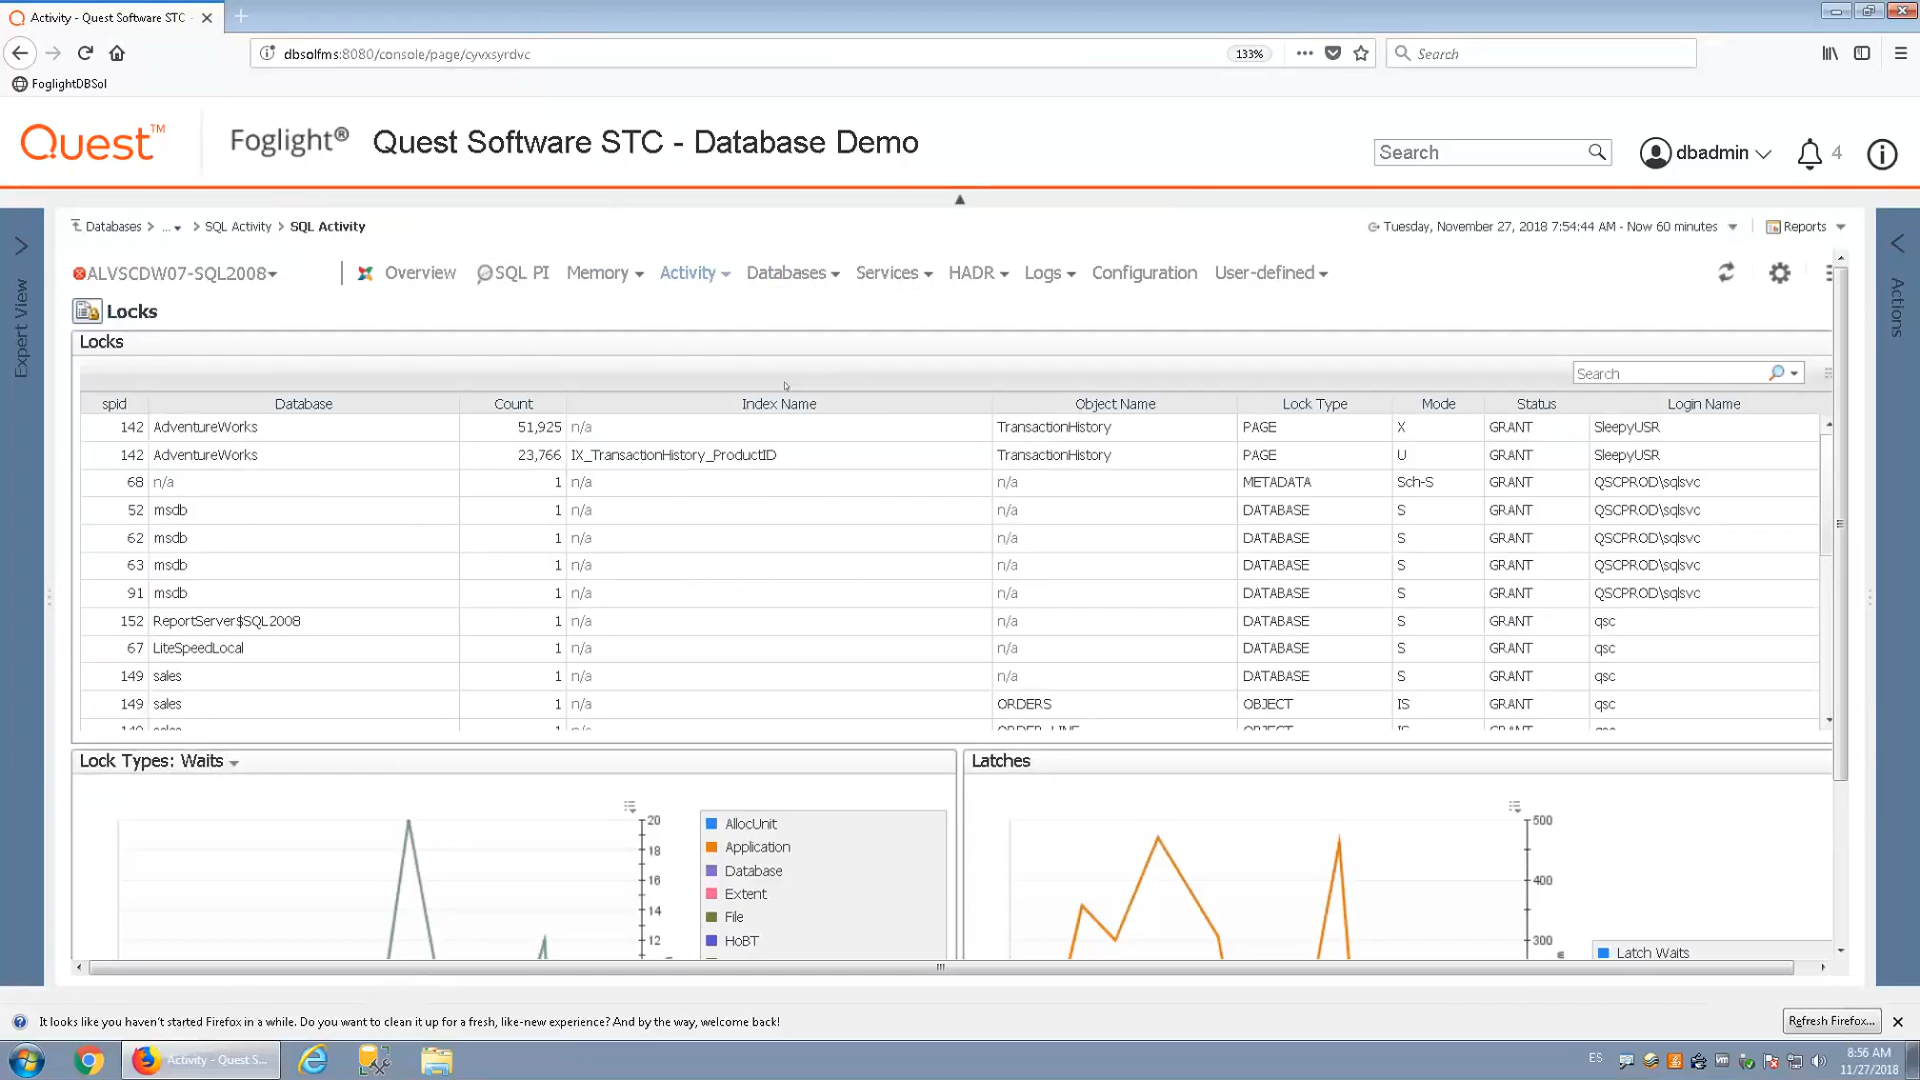 Activity - Quest Software STC
dbsolfms:8080/console/page/cyvxsyrdvc
133%
Search
FoglightDBSol
Quest™
Foglight®
Quest Software STC - Database Demo
Search
dbadmin
4
Databases > ... > SQL Activity > SQL Activity
Tuesday, November 27, 2018 7:54:44 AM - Now 60 minutes
Reports
Expert View
Actions
ALVSCDW07-SQL2008
Overview
SQL PI
Memory
Activity
Databases
Services
HADR
Logs
Configuration
User-defined
Locks
Locks
Search
spid Database Count Index Name Object Name Lock Type Mode Status Login Name
142 AdventureWorks 51,925 n/a TransactionHistory PAGE X GRANT SleepyUSR
142 AdventureWorks 23,766 IX_TransactionHistory_ProductID TransactionHistory PAGE U GRANT SleepyUSR
68 n/a 1 n/a n/a METADATA Sch-S GRANT QSCPROD\sqlsvc
52 msdb 1 n/a n/a DATABASE S GRANT QSCPROD\sqlsvc
62 msdb 1 n/a n/a DATABASE S GRANT QSCPROD\sqlsvc
63 msdb 1 n/a n/a DATABASE S GRANT QSCPROD\sqlsvc
91 msdb 1 n/a n/a DATABASE S GRANT QSCPROD\sqlsvc
152 ReportServer$SQL2008 1 n/a n/a DATABASE S GRANT qsc
67 LiteSpeedLocal 1 n/a n/a DATABASE S GRANT qsc
149 sales 1 n/a n/a DATABASE S GRANT qsc
149 sales 1 n/a ORDERS OBJECT IS GRANT qsc
149 sales 1 n/a ORDER_LINE OBJECT IS GRANT qsc
Lock Types: Waits
20
18
16
14
12
AllocUnit
Application
Database
Extent
File
HoBT
Latches
500
400
300
Latch Waits
It looks like you haven't started Firefox in a while. Do you want to clean it up for a fresh, like-new experience? And by the way, welcome back!
Refresh Firefox...
Activity - Quest S...
ES
8:56 AM
11/27/2018